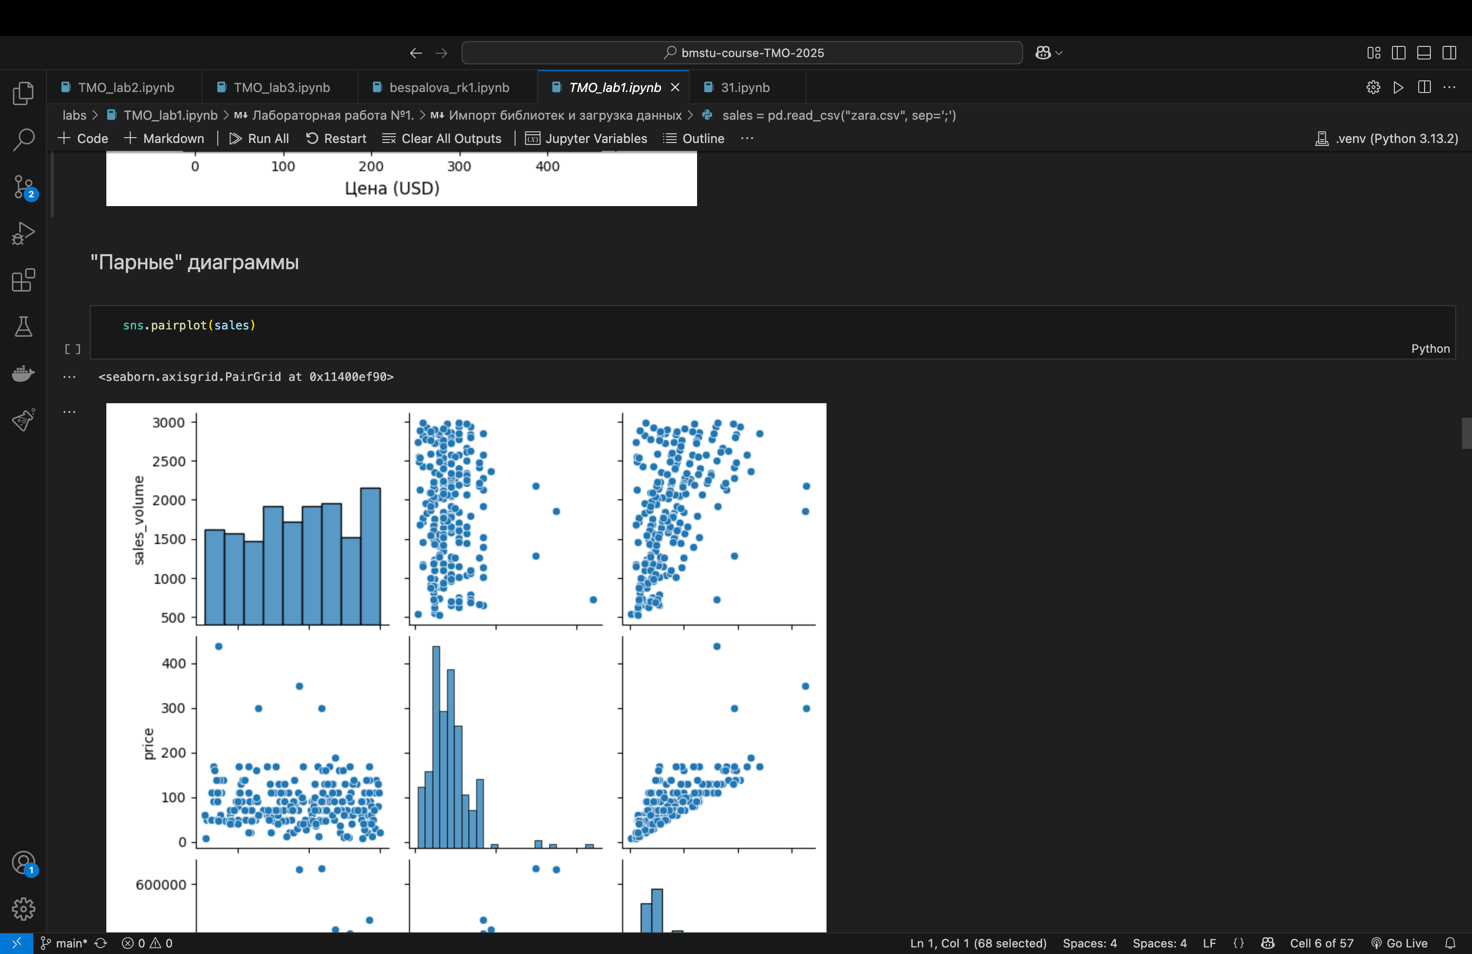 bmstu-course-TMO-2025
TMO_lab2.ipynb
TMO_lab3.ipynb
bespalova_rk1.ipynb
TMO_lab1.ipynb
31.ipynb
labs > TMO_lab1.ipynb > M↓ Лабораторная работа №1. > M↓ Импорт библиотек и загрузка данных > sales = pd.read_csv("zara.csv", sep=';')
+ Code + Markdown | Run All Restart Clear All Outputs | Jupyter Variables Outline ...
.venv (Python 3.13.2)
2
0 100 200 300 400
Цена (USD)
"Парные" диаграммы
sns.pairplot(sales)
[ ]
Python
<seaborn.axisgrid.PairGrid at 0x11400ef90>
3000
2500
2000
1500
1000
500
sales_volume
400
300
200
100
0
price
600000
1
main* 0 0
Ln 1, Col 1 (68 selected) Spaces: 4 Spaces: 4 LF {} Cell 6 of 57 Go Live